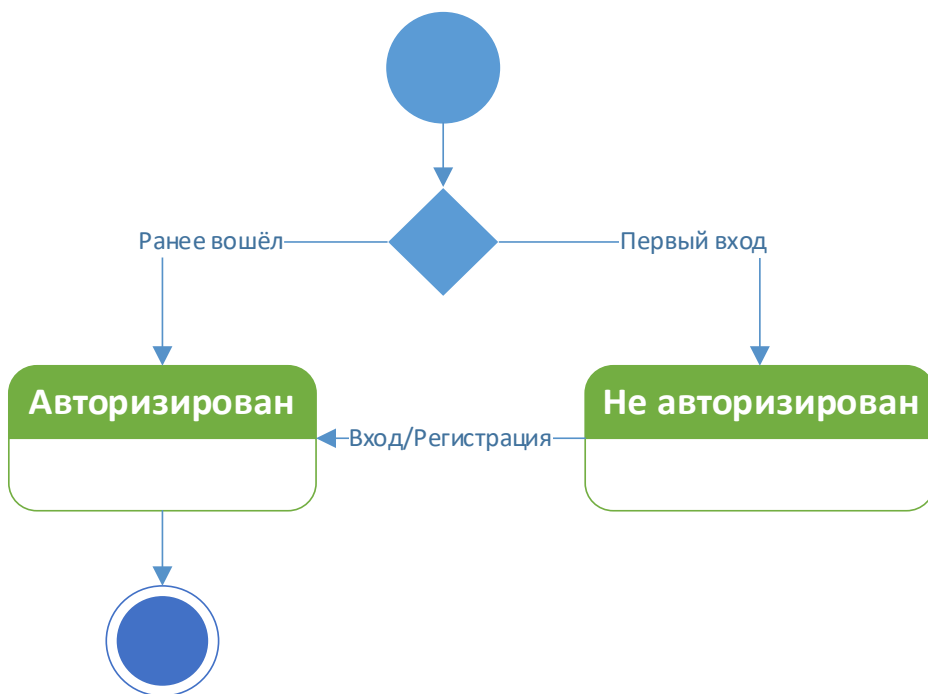 Ранее вошёл
Первый вход
Авторизирован
Не авторизирован
Вход/Регистрация